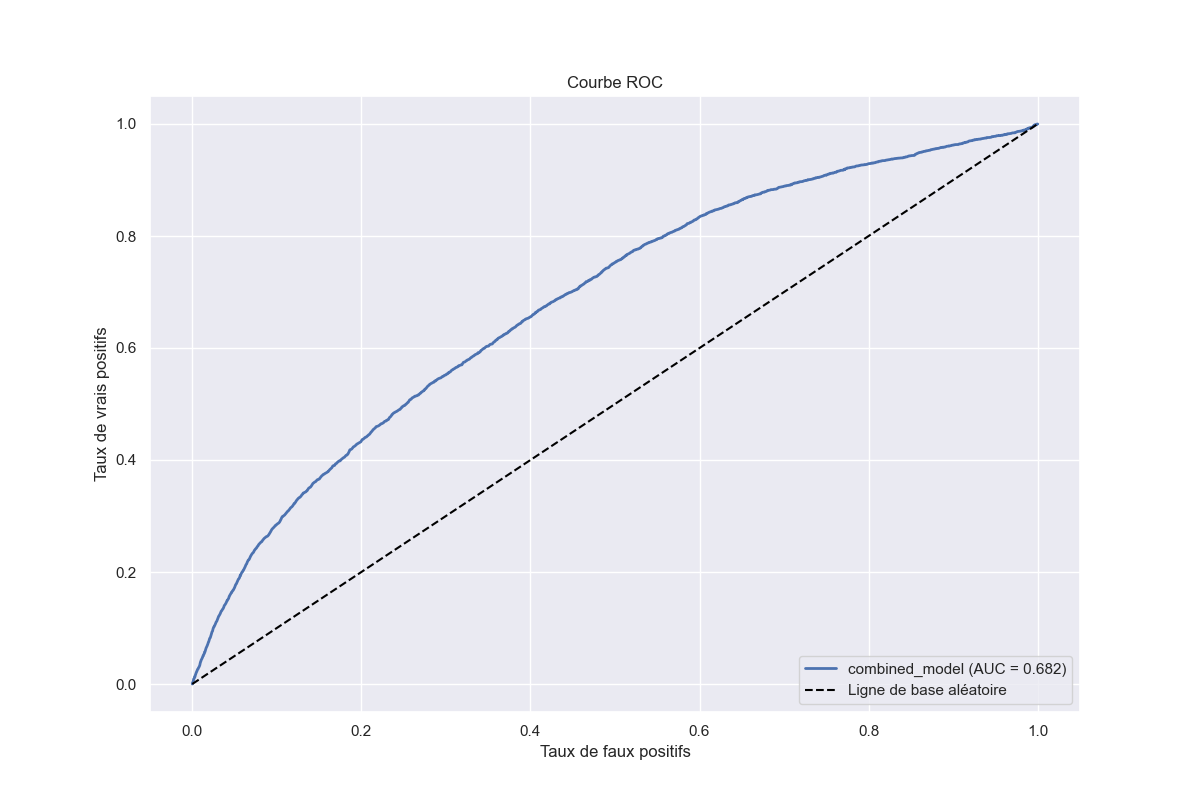 Courbe ROC
1.0
0.8
0.6
0.4
0.2
0.0
Taux de vrais positifs
combined_model (AUC = 0.682)
Ligne de base aléatoire
0.0 0.2 0.4 0.6 0.8 1.0
Taux de faux positifs